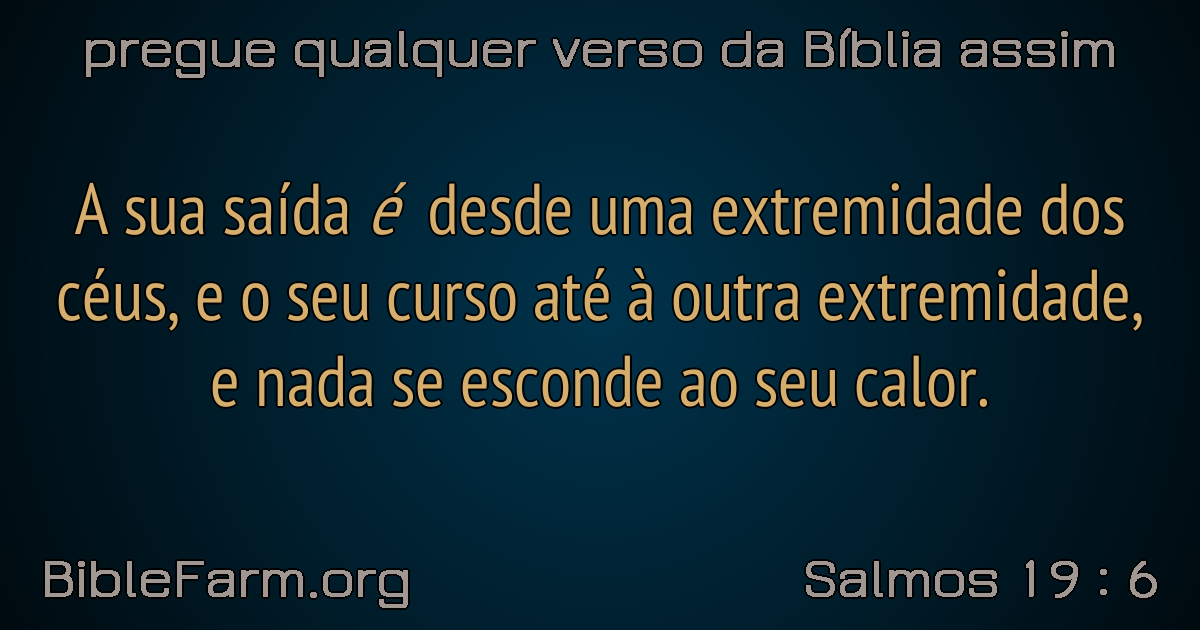 pregue qualquer verso da Bíblia assim
A sua saída é desde uma extremidade dos
céus, e o seu curso até à outra extremidade,
e nada se esconde ao seu calor.
BibleFarm.org
Salmos 19 : 6